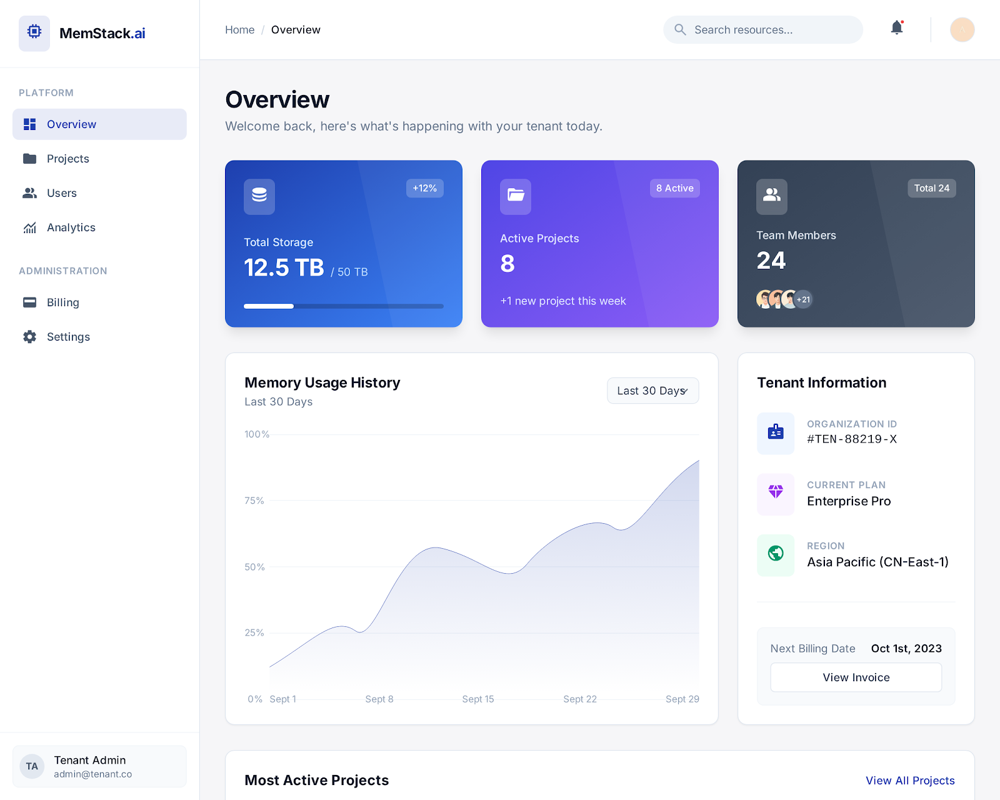 MemStack.ai
PLATFORM
Overview
Projects
Users
Analytics
ADMINISTRATION
Billing
Settings
TA
Tenant Admin
admin@tenant.co
Home / Overview
Search resources...
Overview
Welcome back, here's what's happening with your tenant today.
+12%
Total Storage
12.5 TB / 50 TB
8 Active
Active Projects
8
+1 new project this week
Total 24
Team Members
24
+21
Memory Usage History
Last 30 Days
Last 30 Days
100%
75%
50%
25%
0%
Sept 1
Sept 8
Sept 15
Sept 22
Sept 29
Tenant Information
ORGANIZATION ID
#TEN-88219-X
CURRENT PLAN
Enterprise Pro
REGION
Asia Pacific (CN-East-1)
Next Billing Date
Oct 1st, 2023
View Invoice
Most Active Projects
View All Projects